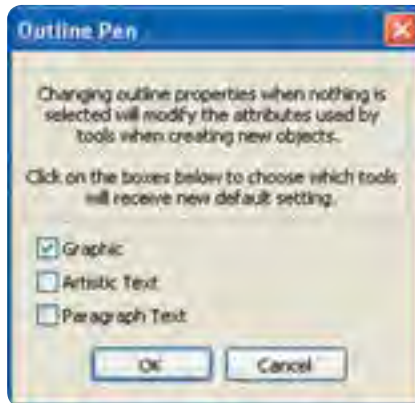 Outline Pen
Changing outline properties when nothing is
selected will modify the attributes used by
tools when creating new objects.
Click on the boxes below to choose which tools
will receive new default setting.
Graphic
Artistic Text
Paragraph Text
OK Cancel